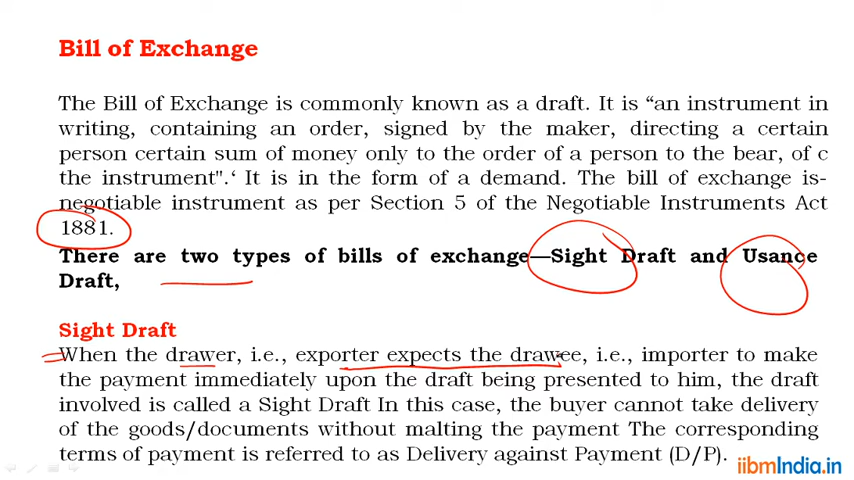 Bill of Exchange
The Bill of Exchange is commonly known as a draft. It is “an instrument in
writing, containing an order, signed by the maker, directing a certain
person certain sum of money only to the order of a person to the bear, of c
the instrument".‘ It is in the form of a demand. The bill of exchange is-
negotiable instrument as per Section 5 of the Negotiable Instruments Act
1881.
There are two types of bills of exchange—Sight Draft and Usance
Draft,
Sight Draft
When the drawer, i.e., exporter expects the drawee, i.e., importer to make
the payment immediately upon the draft being presented to him, the draft
involved is called a Sight Draft In this case, the buyer cannot take delivery
of the goods/documents without malting the payment The corresponding
terms of payment is referred to as Delivery against Payment (D/P).
iibmIndia.in